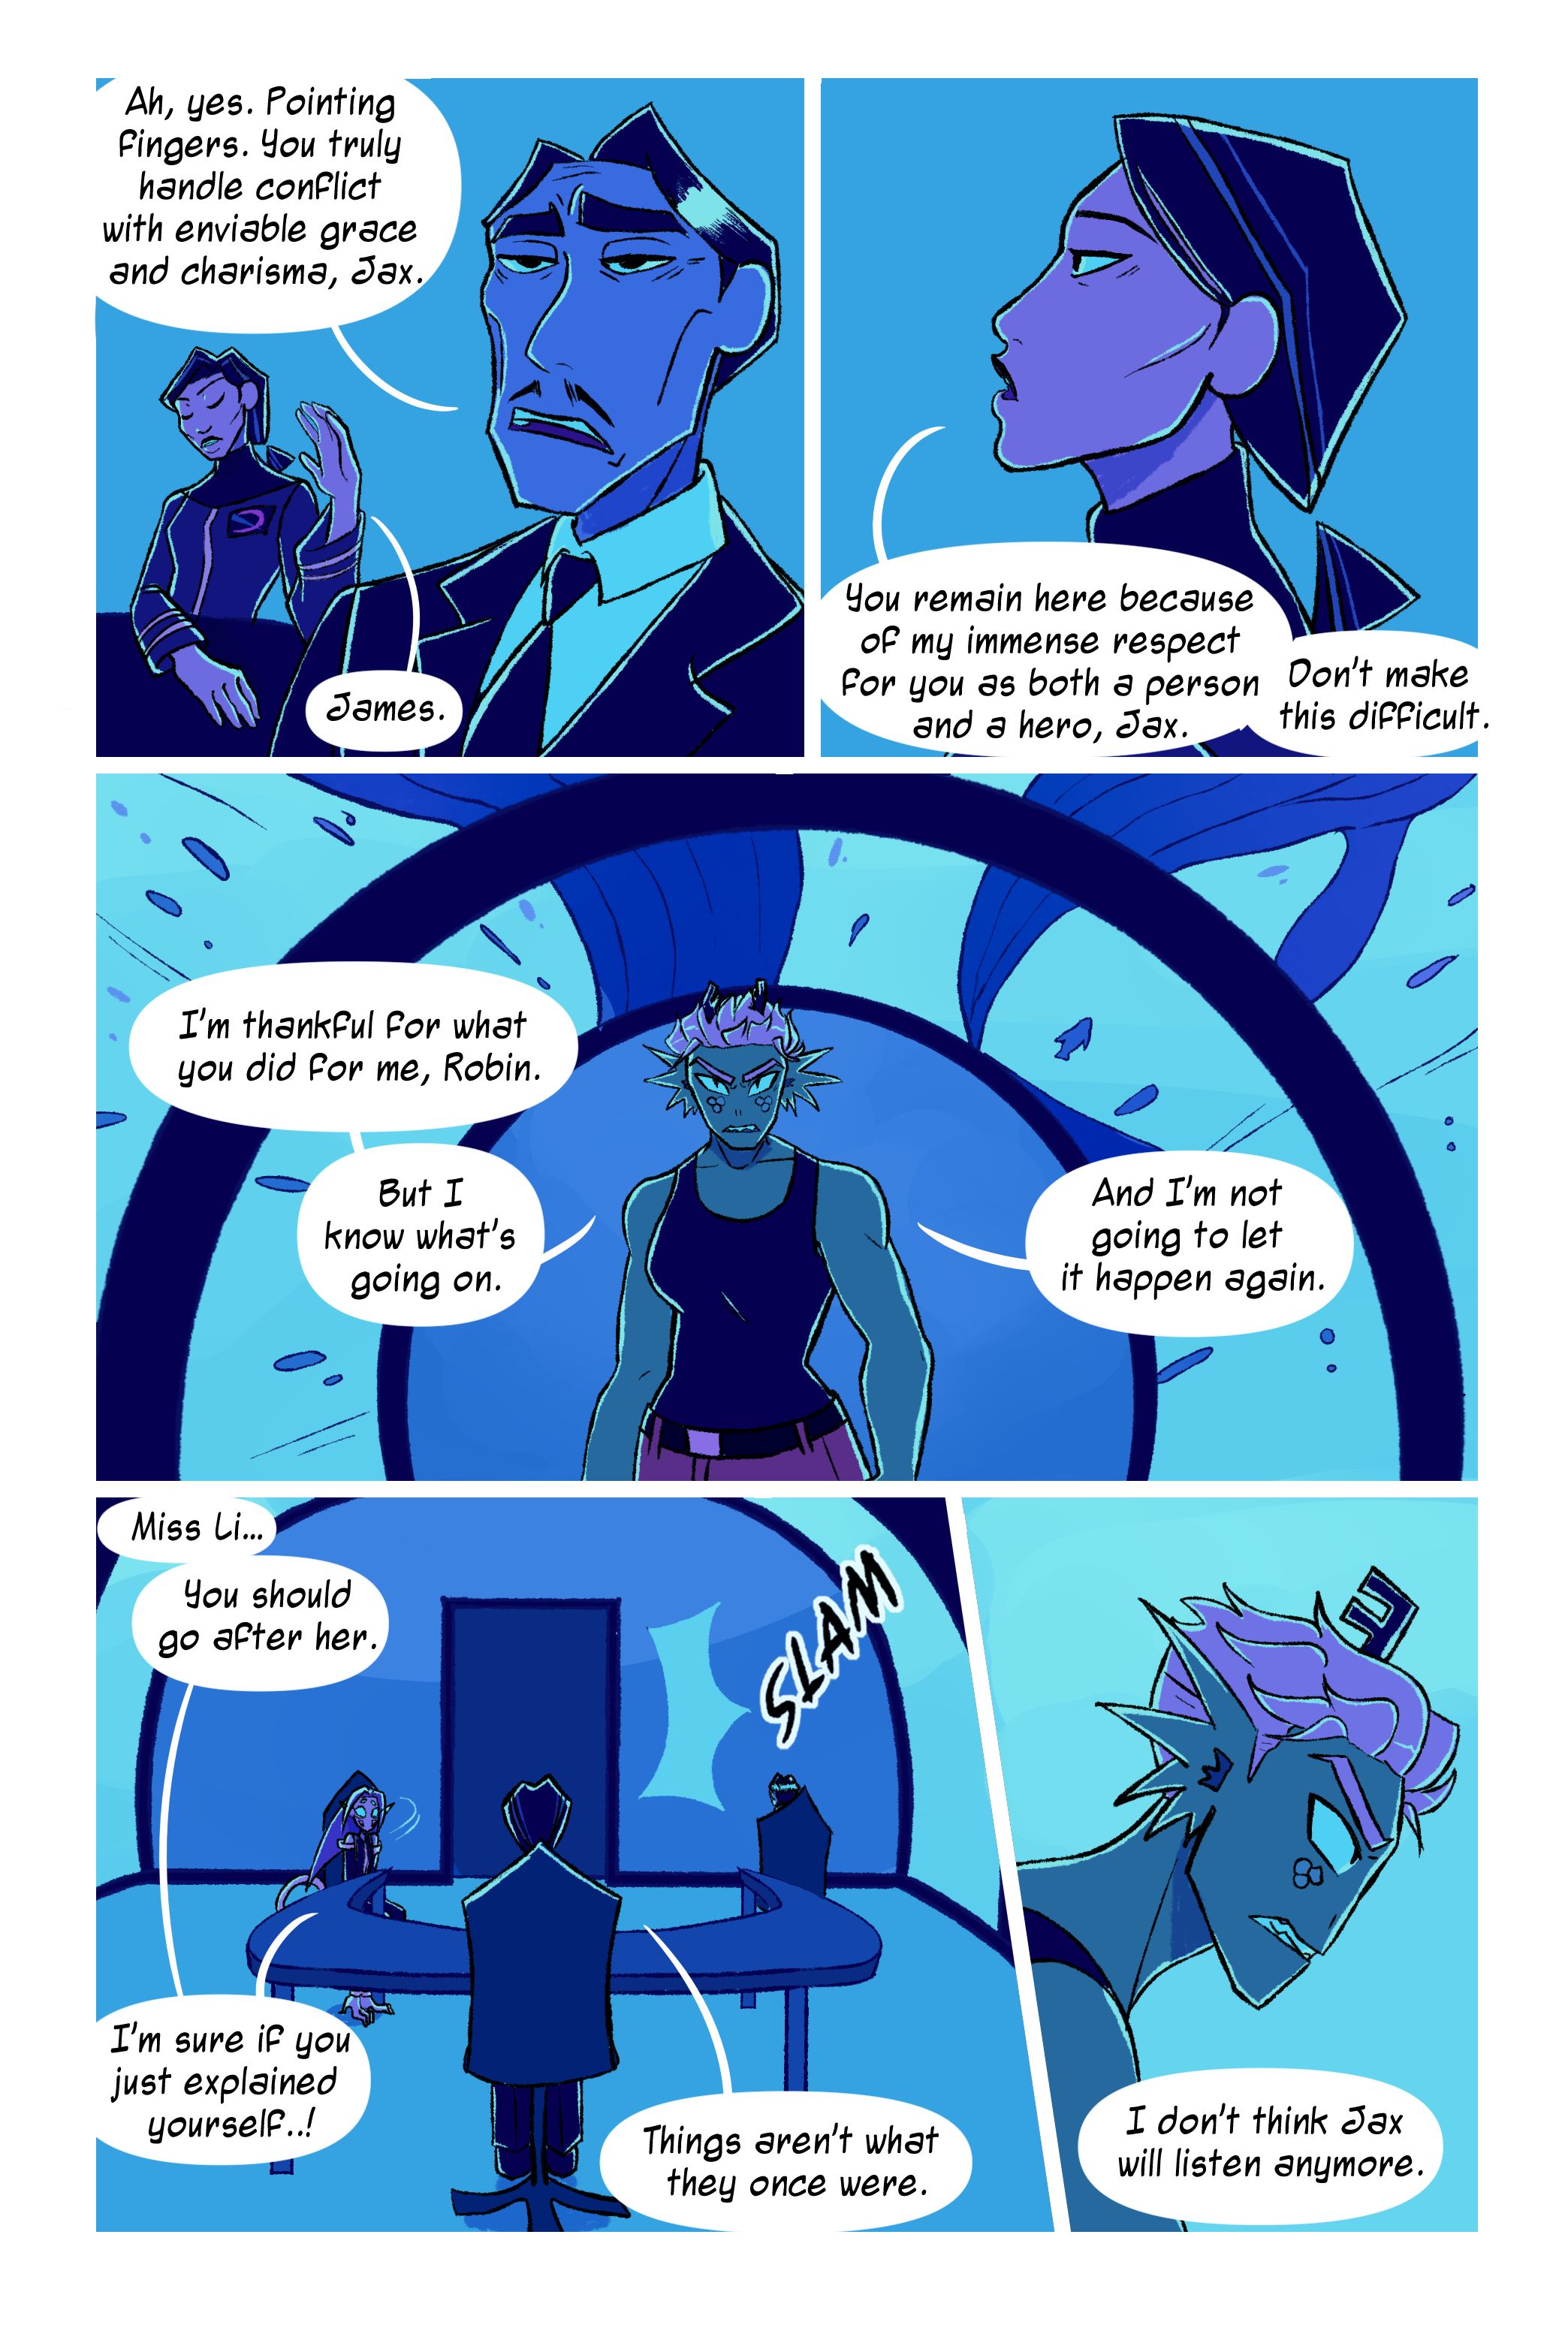 Ah, yes. Pointing
fingers. You truly
handle conflict
with enviable grace
and charisma, Jax.
James.
You remain here because
of my immense respect
for you as both a person
and a hero, Jax.
Don't make
this difficult.
I'm thankful for what
you did for me, Robin.
But I
know what's
going on.
And I'm not
going to let
it happen again.
Miss Li...
You should
go after her.
SLAM
I'm sure if you
just explained
yourself..!
Things aren't what
they once were.
I don't think Jax
will listen anymore.